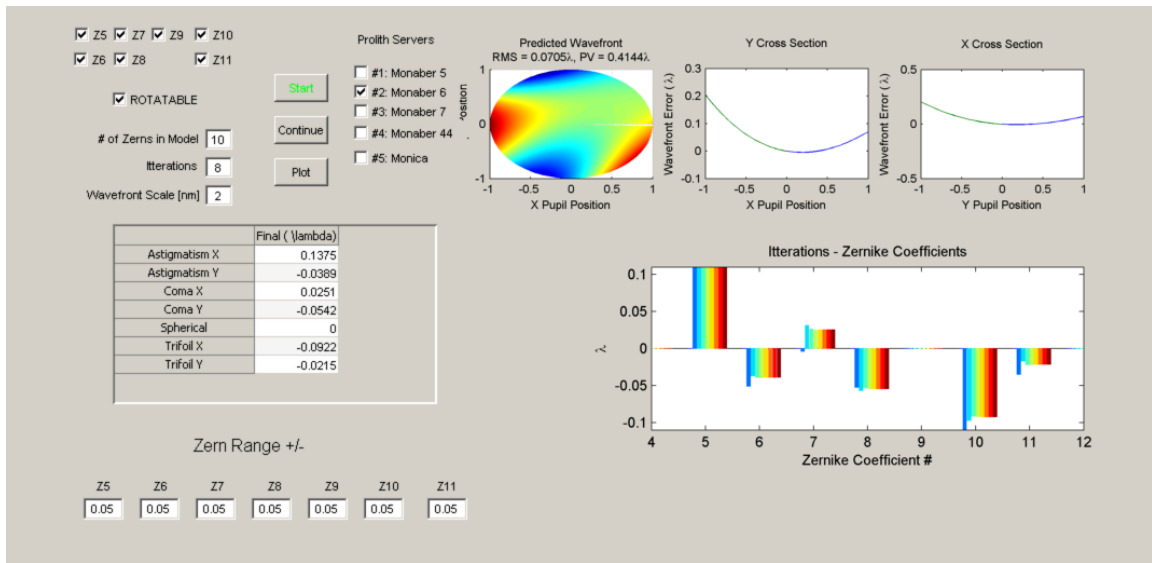 Z5 Z7 Z9 Z10
Z6 Z8 Z11
ROTATABLE
# of Zerns in Model 10
Itterations 8
Wavefront Scale [nm] 2
Start
Continue
Plot
Prolith Servers
#1: Monaber 5
#2: Monaber 6
#3: Monaber 7
#4: Monaber 44
#5: Monica
Predicted Wavefront
RMS = 0.0705λ, PV = 0.4144λ
1
0
-1
-1 -0.5 0 0.5 1
X Pupil Position
Y Cross Section
Wavefront Error ( λ)
0.3
0.2
0.1
0
-0.1
-1 -0.5 0 0.5 1
X Pupil Position
X Cross Section
Wavefront Error ( λ)
0.5
0
-0.5
-1 -0.5 0 0.5 1
Y Pupil Position
Final ( \lambda)
Astigmatism X 0.1375
Astigmatism Y -0.0389
Coma X 0.0251
Coma Y -0.0542
Spherical 0
Trifoil X -0.0922
Trifoil Y -0.0215
Itterations - Zernike Coefficients
λ
0.1
0.05
0
-0.05
-0.1
4 5 6 7 8 9 10 11 12
Zernike Coefficient #
Zern Range +/-
Z5 Z6 Z7 Z8 Z9 Z10 Z11
0.05 0.05 0.05 0.05 0.05 0.05 0.05